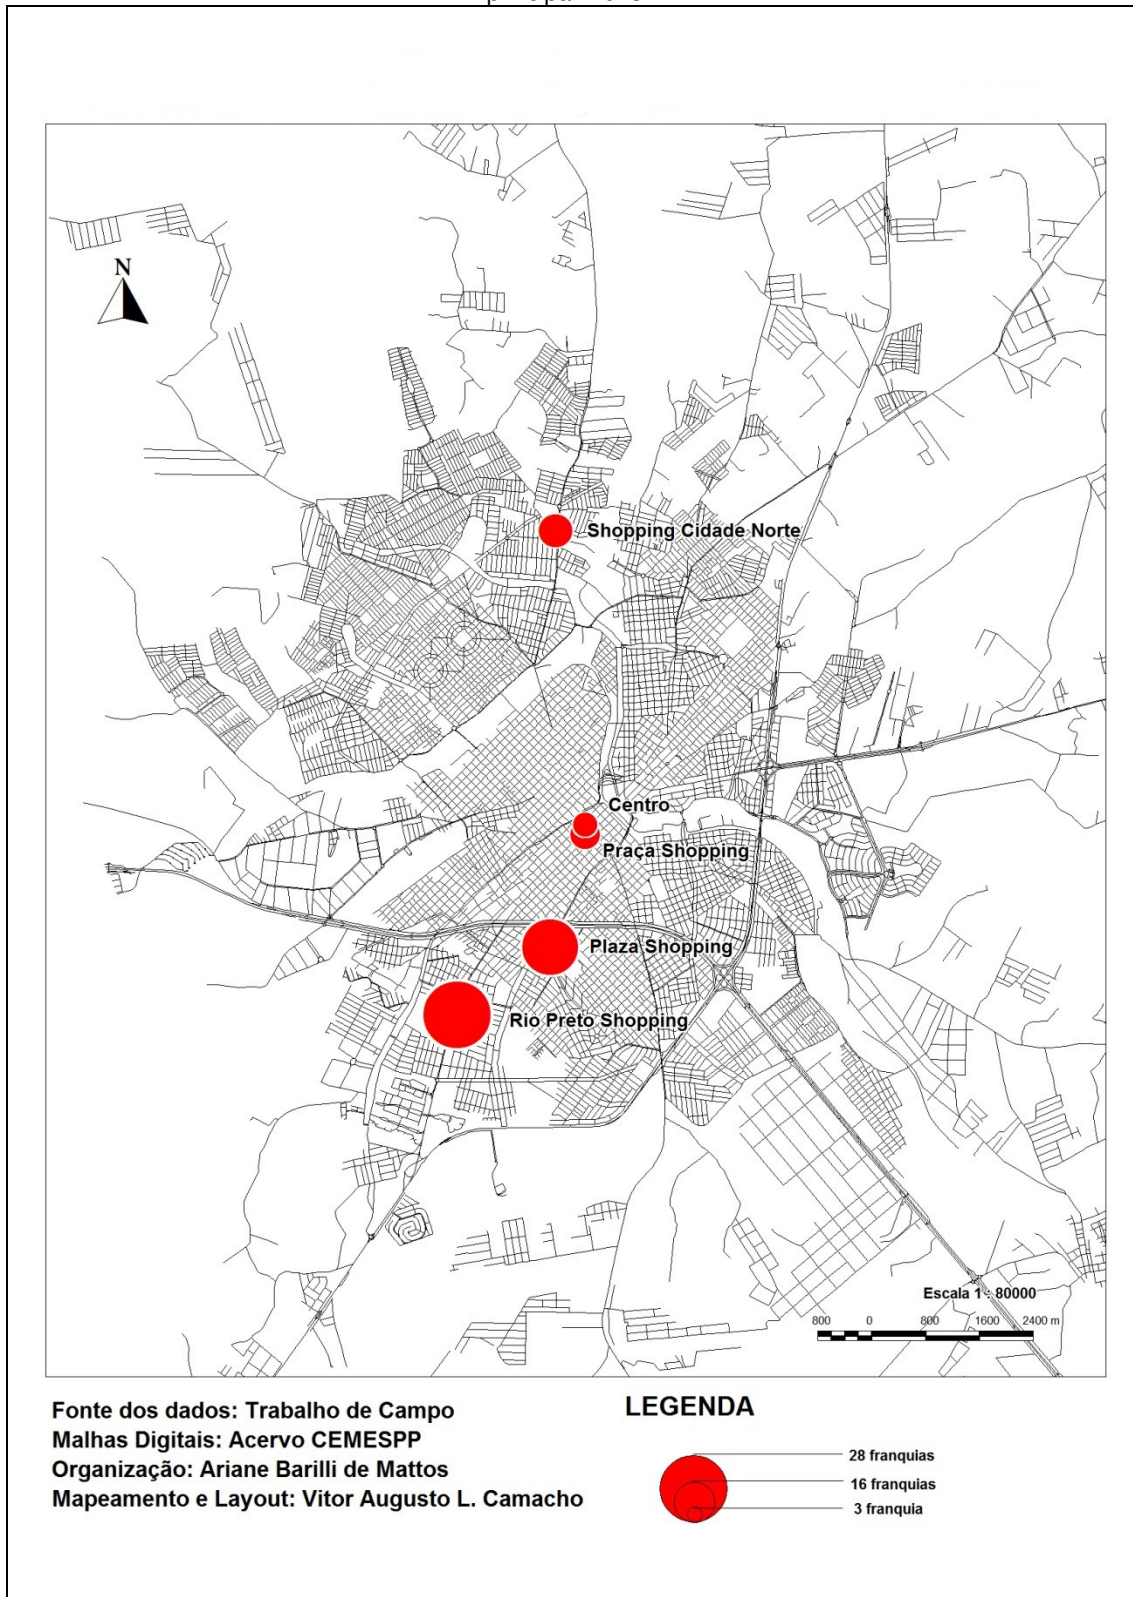 N
Shopping Cidade Norte
Centro
Praça Shopping
Plaza Shopping
Rio Preto Shopping
Escala 1 : 80000
800 0 800 1600 2400 m
Fonte dos dados: Trabalho de Campo
Malhas Digitais: Acervo CEMESPP
Organização: Ariane Barilli de Mattos
Mapeamento e Layout: Vitor Augusto L. Camacho
LEGENDA
28 franquias
16 franquias
3 franquia